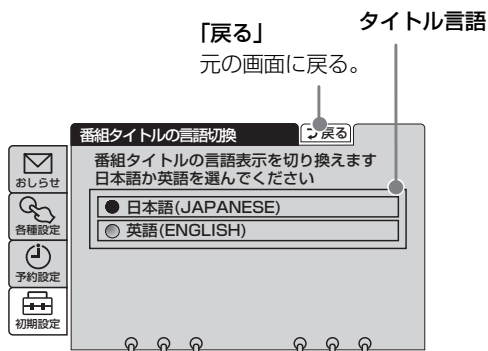 「戻る」
元の画面に戻る。
タイトル言語
番組タイトルの言語切換
戻る
番組タイトルの言語表示を切り換えます
日本語か英語を選んでください
日本語(JAPANESE)
英語(ENGLISH)
おしらせ
各種設定
予約設定
初期設定